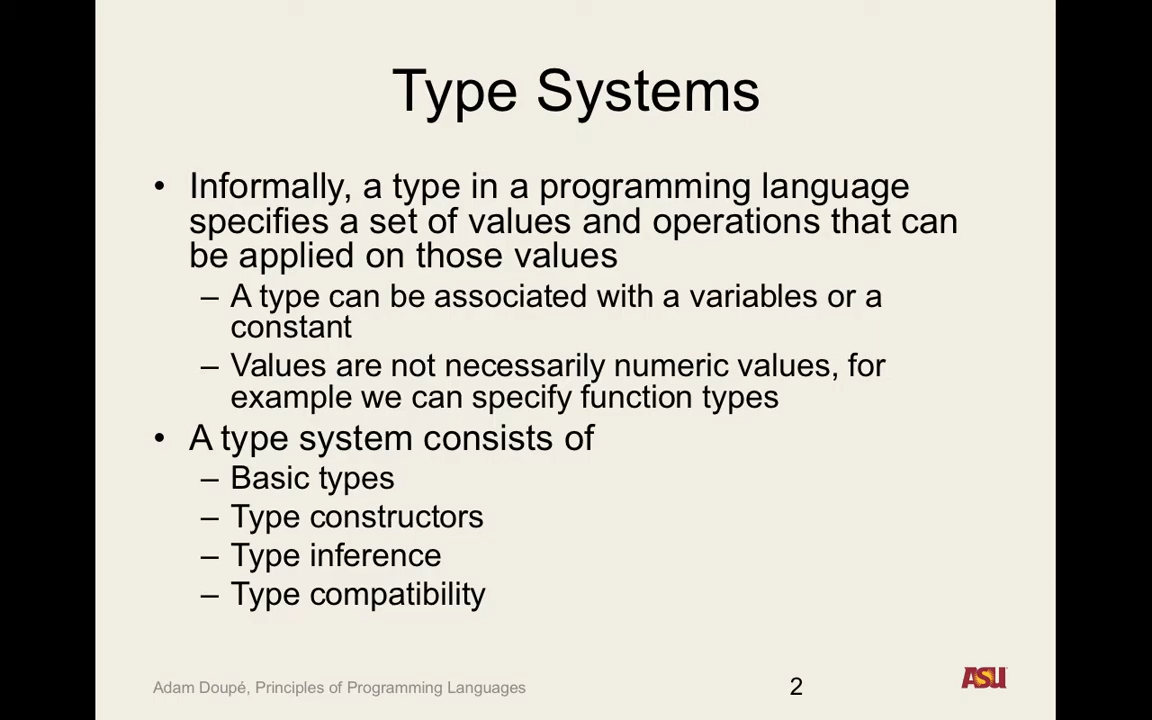 Type Systems
• Informally, a type in a programming language
specifies a set of values and operations that can
be applied on those values
– A type can be associated with a variables or a
constant
– Values are not necessarily numeric values, for
example we can specify function types
• A type system consists of
– Basic types
– Type constructors
– Type inference
– Type compatibility
Adam Doupé, Principles of Programming Languages
2
ASU